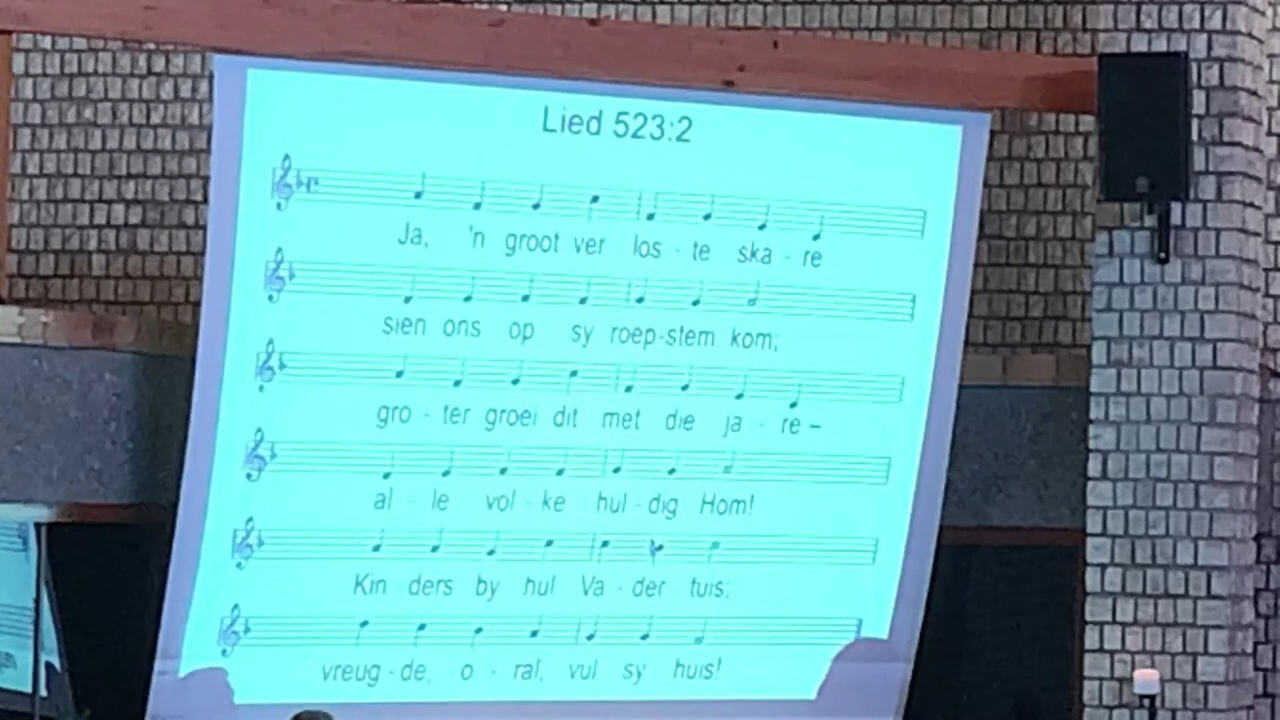 Lied 523:2
Ja, 'n groot ver los - te ska - re
sien ons op sy roep-stem kom;
gro - ter groei dit met die ja - re –
al - le vol - ke hul - dig Hom!
Kin - ders by hul Va - der tuis;
vreug - de, o - ral, vul sy huis!